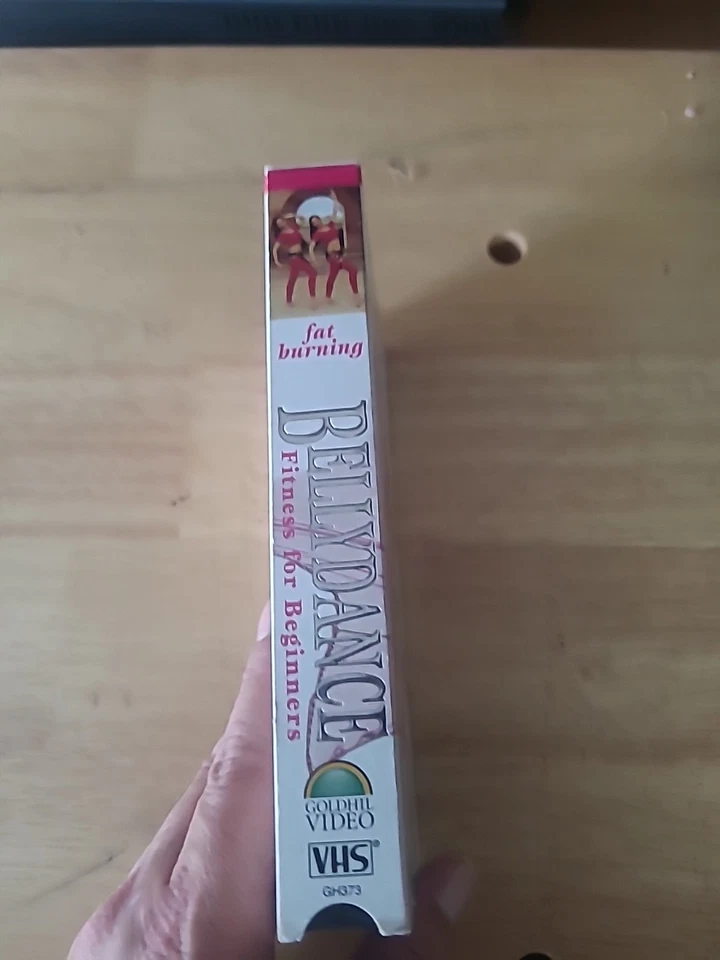 fat
burning
BELLYDANCE
Fitness for Beginners
GOLDHIL
VIDEO
VHS®
GH373